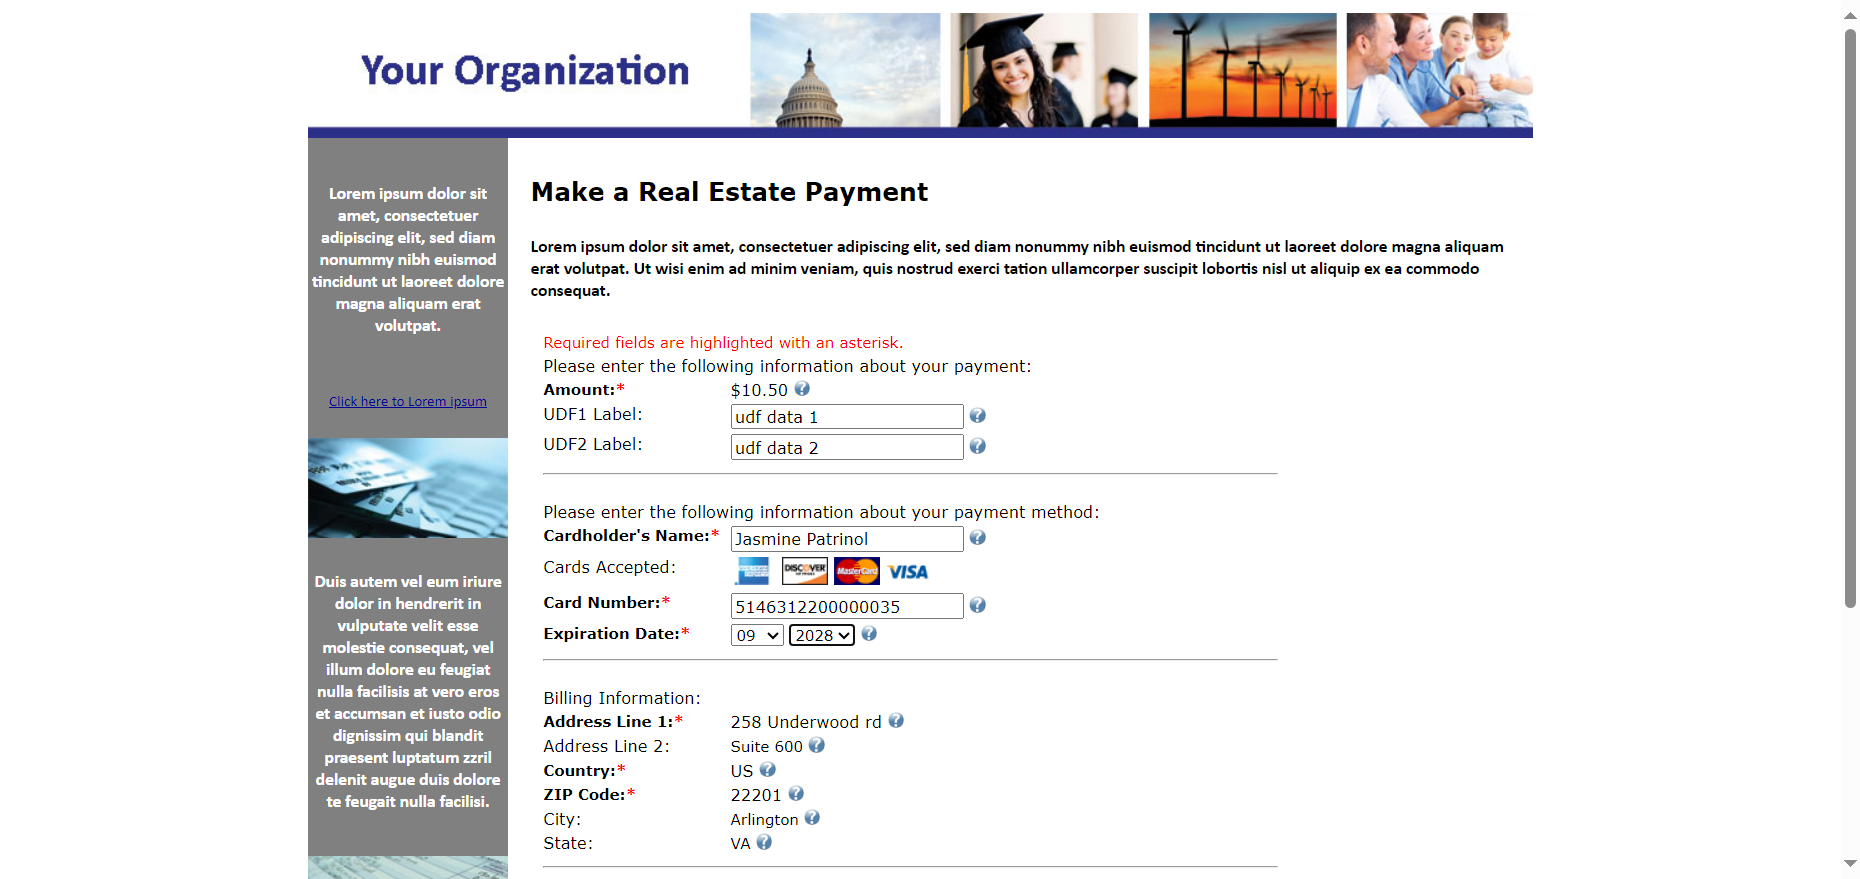 Your Organization
Lorem ipsum dolor sit
amet, consectetuer
adipiscing elit, sed diam
nonummy nibh euismod
tincidunt ut laoreet dolore
magna aliquam erat
volutpat.
Click here to Lorem ipsum
Duis autem vel eum iriure
dolor in hendrerit in
vulputate velit esse
molestie consequat, vel
illum dolore eu feugiat
nulla facilisis at vero eros
et accumsan et iusto odio
dignissim qui blandit
praesent luptatum zzril
delenit augue duis dolore
te feugait nulla facilisi.
Make a Real Estate Payment
Lorem ipsum dolor sit amet, consectetuer adipiscing elit, sed diam nonummy nibh euismod tincidunt ut laoreet dolore magna aliquam
erat volutpat. Ut wisi enim ad minim veniam, quis nostrud exerci tation ullamcorper suscipit lobortis nisl ut aliquip ex ea commodo
consequat.
Required fields are highlighted with an asterisk.
Please enter the following information about your payment:
Amount:* $10.50 ?
UDF1 Label: udf data 1 ?
UDF2 Label: udf data 2 ?
Please enter the following information about your payment method:
Cardholder's Name:* Jasmine Patrinol ?
Cards Accepted: DISCOVER MasterCard VISA
Card Number:* 5146312200000035 ?
Expiration Date:* 09 2028 ?
Billing Information:
Address Line 1:* 258 Underwood rd ?
Address Line 2: Suite 600 ?
Country:* US ?
ZIP Code:* 22201 ?
City: Arlington ?
State: VA ?